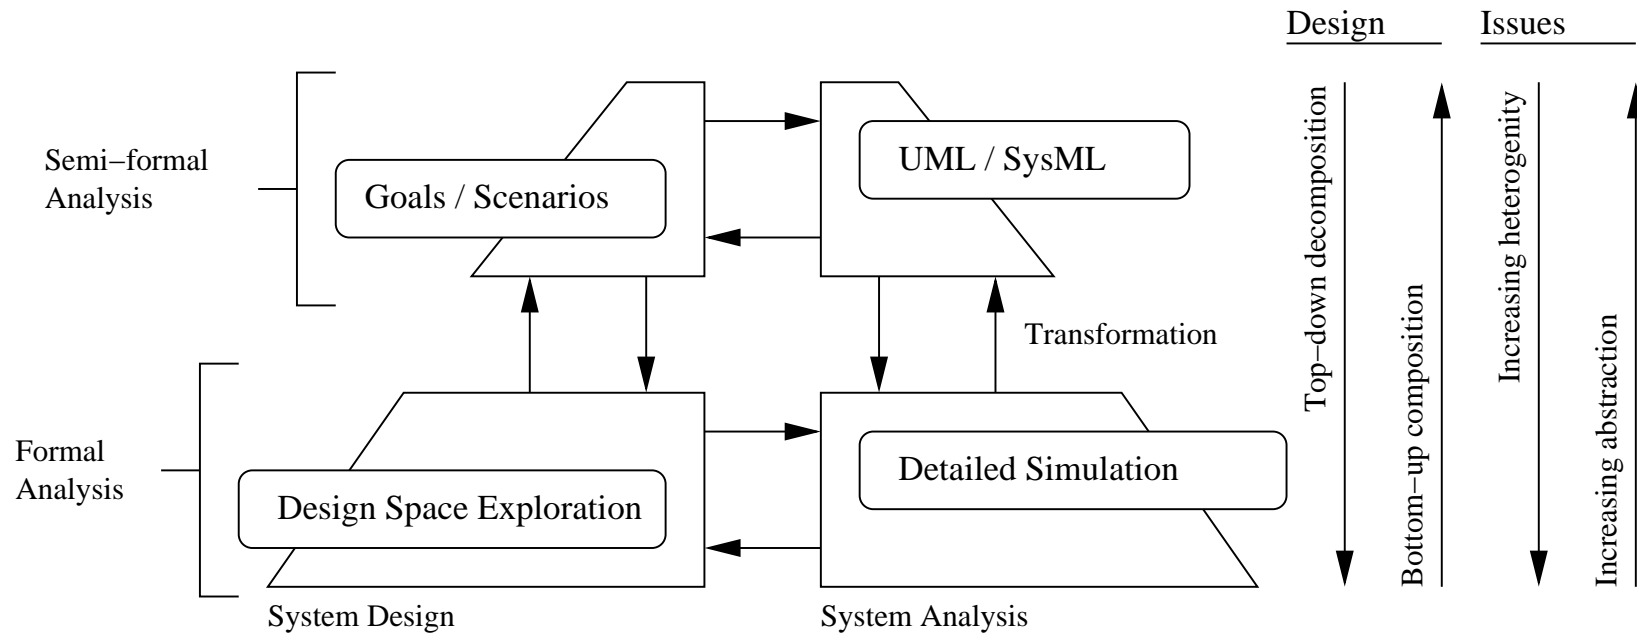 Design
Issues
Semi−formal
Analysis
Goals / Scenarios
UML / SysML
Transformation
Formal
Analysis
Design Space Exploration
Detailed Simulation
System Design
System Analysis
Top−down decomposition
Bottom−up composition
Increasing heterogenity
Increasing abstraction